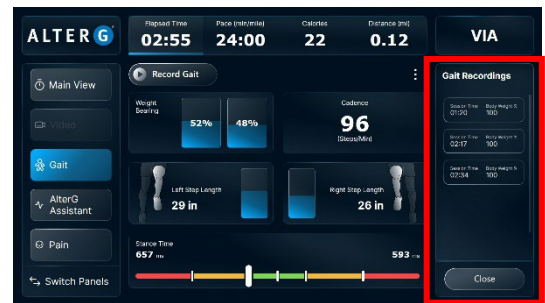 ALTERG
Elapsed Time
02:55
Pace (min/mile)
24:00
Calories
22
Distance (mi)
0.12
VIA
Main View
Video
Gait
AlterG
Assistant
Pain
Switch Panels
Record Gait
Weight
Bearing
52%
48%
Cadence
96
(Steps/Min)
Left Step Length
29 in
Right Step Length
26 in
Stance Time
657 ms
593 ms
Gait Recordings
Session Time Body Weight %
01:20 100
Session Time Body Weight %
02:17 100
Session Time Body Weight %
02:34 100
Close